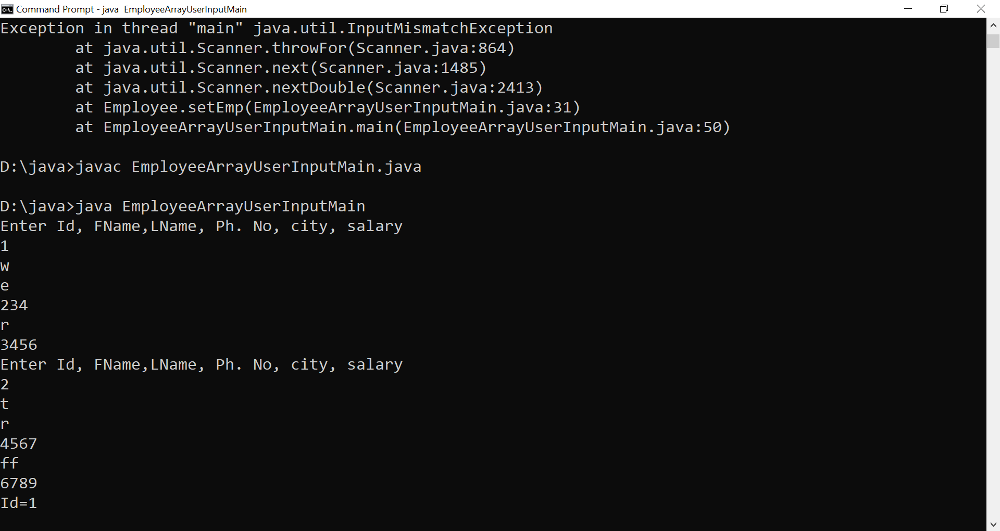 Command Prompt - java  EmployeeArrayUserInputMain
Exception in thread "main" java.util.InputMismatchException
        at java.util.Scanner.throwFor(Scanner.java:864)
        at java.util.Scanner.next(Scanner.java:1485)
        at java.util.Scanner.nextDouble(Scanner.java:2413)
        at Employee.setEmp(EmployeeArrayUserInputMain.java:31)
        at EmployeeArrayUserInputMain.main(EmployeeArrayUserInputMain.java:50)
D:\java>javac EmployeeArrayUserInputMain.java
D:\java>java EmployeeArrayUserInputMain
Enter Id, FName,LName, Ph. No, city, salary
1
w
e
234
r
3456
Enter Id, FName,LName, Ph. No, city, salary
2
t
r
4567
ff
6789
Id=1